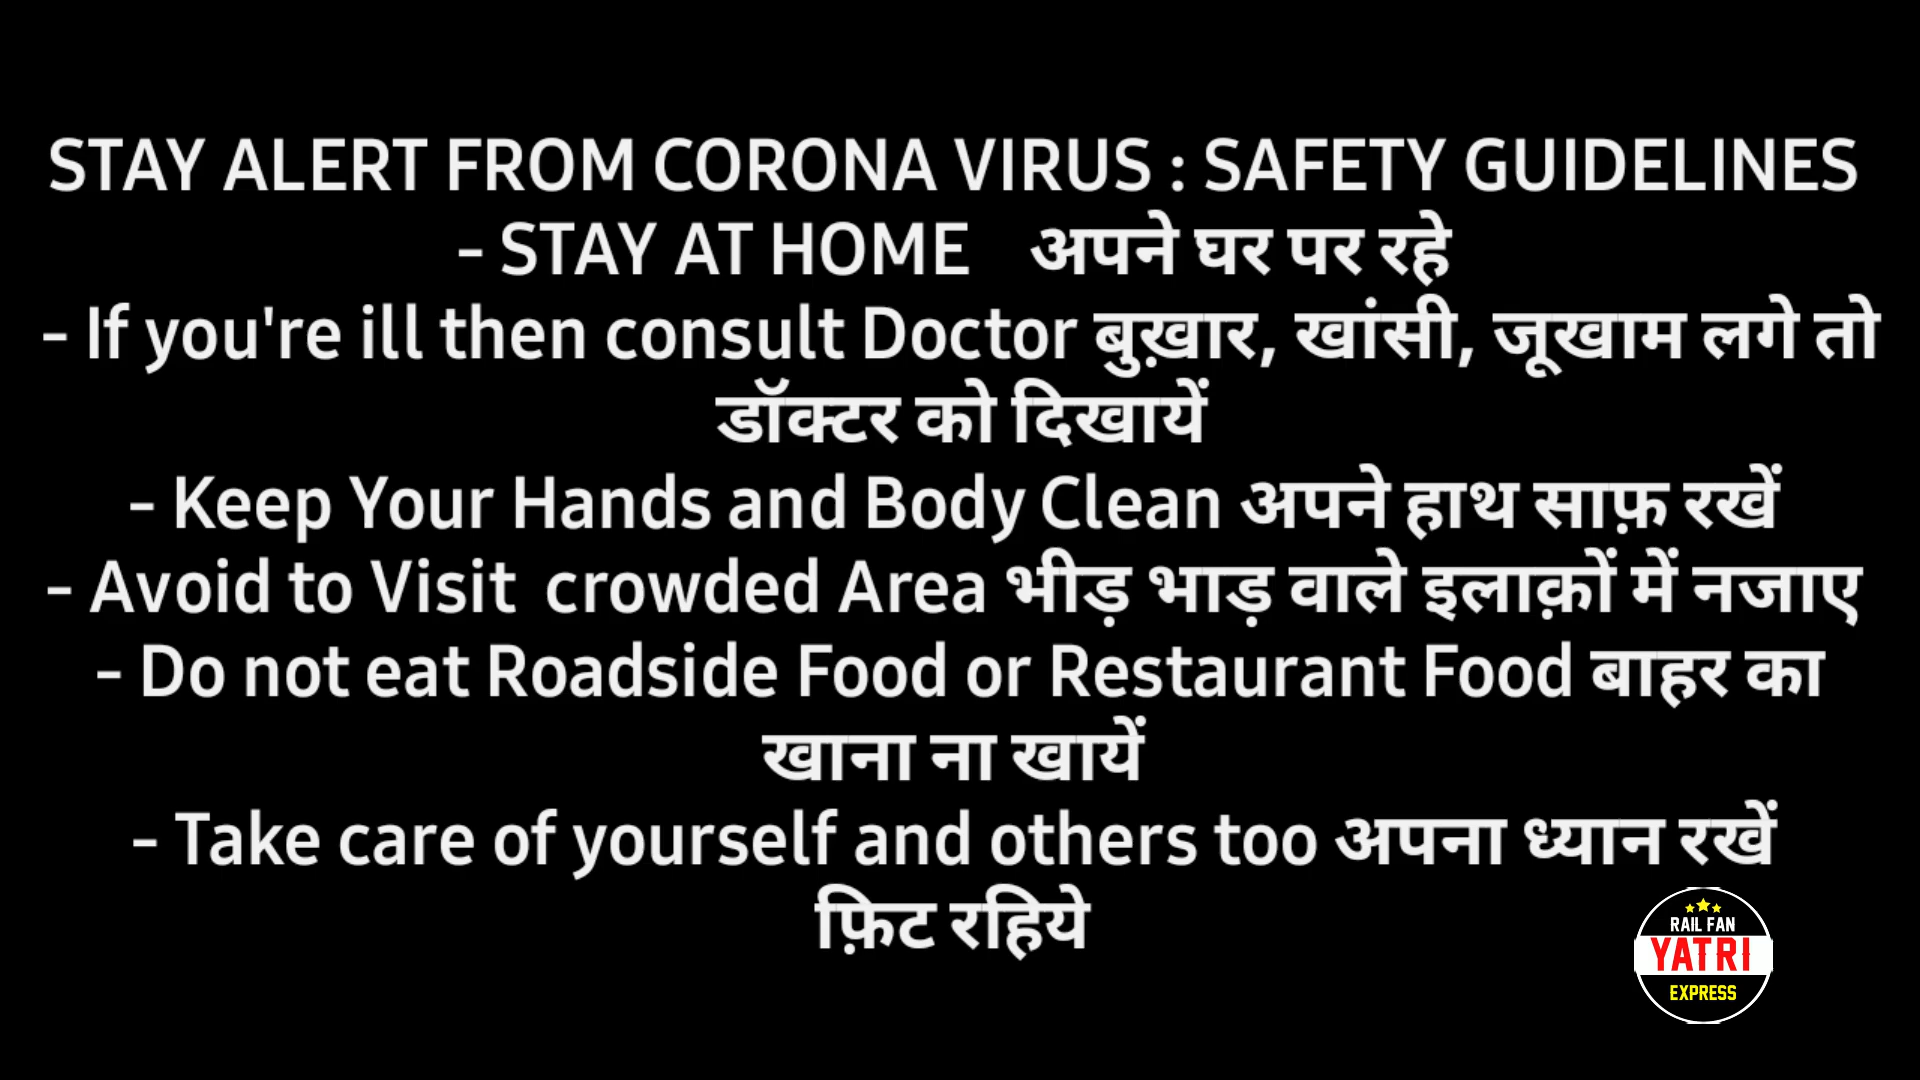 STAY ALERT FROM CORONA VIRUS : SAFETY GUIDELINES
- STAY AT HOME अपने घर पर रहे
- If you're ill then consult Doctor बुख़ार, खांसी, जूखाम लगे तो
डॉक्टर को दिखायें
- Keep Your Hands and Body Clean अपने हाथ साफ़ रखें
- Avoid to Visit crowded Area भीड़ भाड़ वाले इलाक़ों में नजाए
- Do not eat Roadside Food or Restaurant Food बाहर का
खाना ना खायें
- Take care of yourself and others too अपना ध्यान रखें
फ़िट रहिये
RAIL FAN
YATRI
EXPRESS